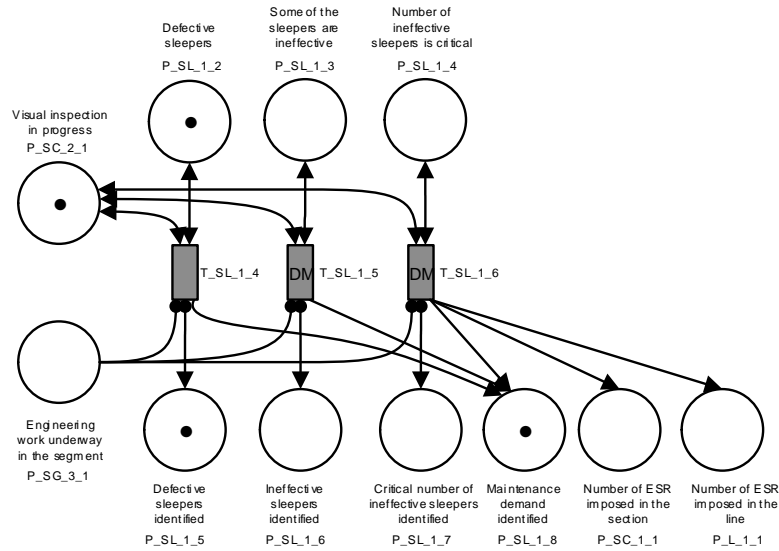 Defective
sleepers
P_SL_1_2
Some of the
sleepers are
ineffective
P_SL_1_3
Number of
ineffective
sleepers is critical
P_SL_1_4
Visual inspection
in progress
P_SC_2_1
T_SL_1_4
DM
T_SL_1_5
DM
T_SL_1_6
Engineering
work underway
in the segment
P_SG_3_1
Defective
sleepers
identified
P_SL_1_5
Ineffective
sleepers
identified
P_SL_1_6
Critical number of
ineffective sleepers
identified
P_SL_1_7
Maintenance
demand
identified
P_SL_1_8
Number of ESR
imposed in the
section
P_SC_1_1
Number of ESR
imposed in the
line
P_L_1_1